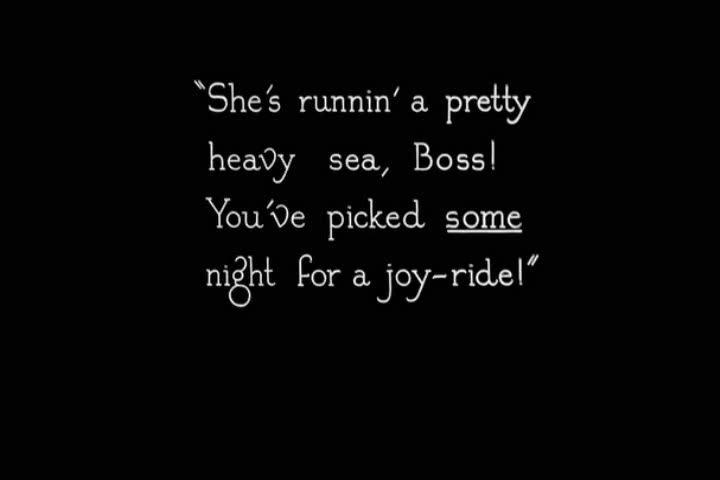 "She's runnin' a pretty
heavy sea, Boss!
You've picked some
night for a joy-ride!"